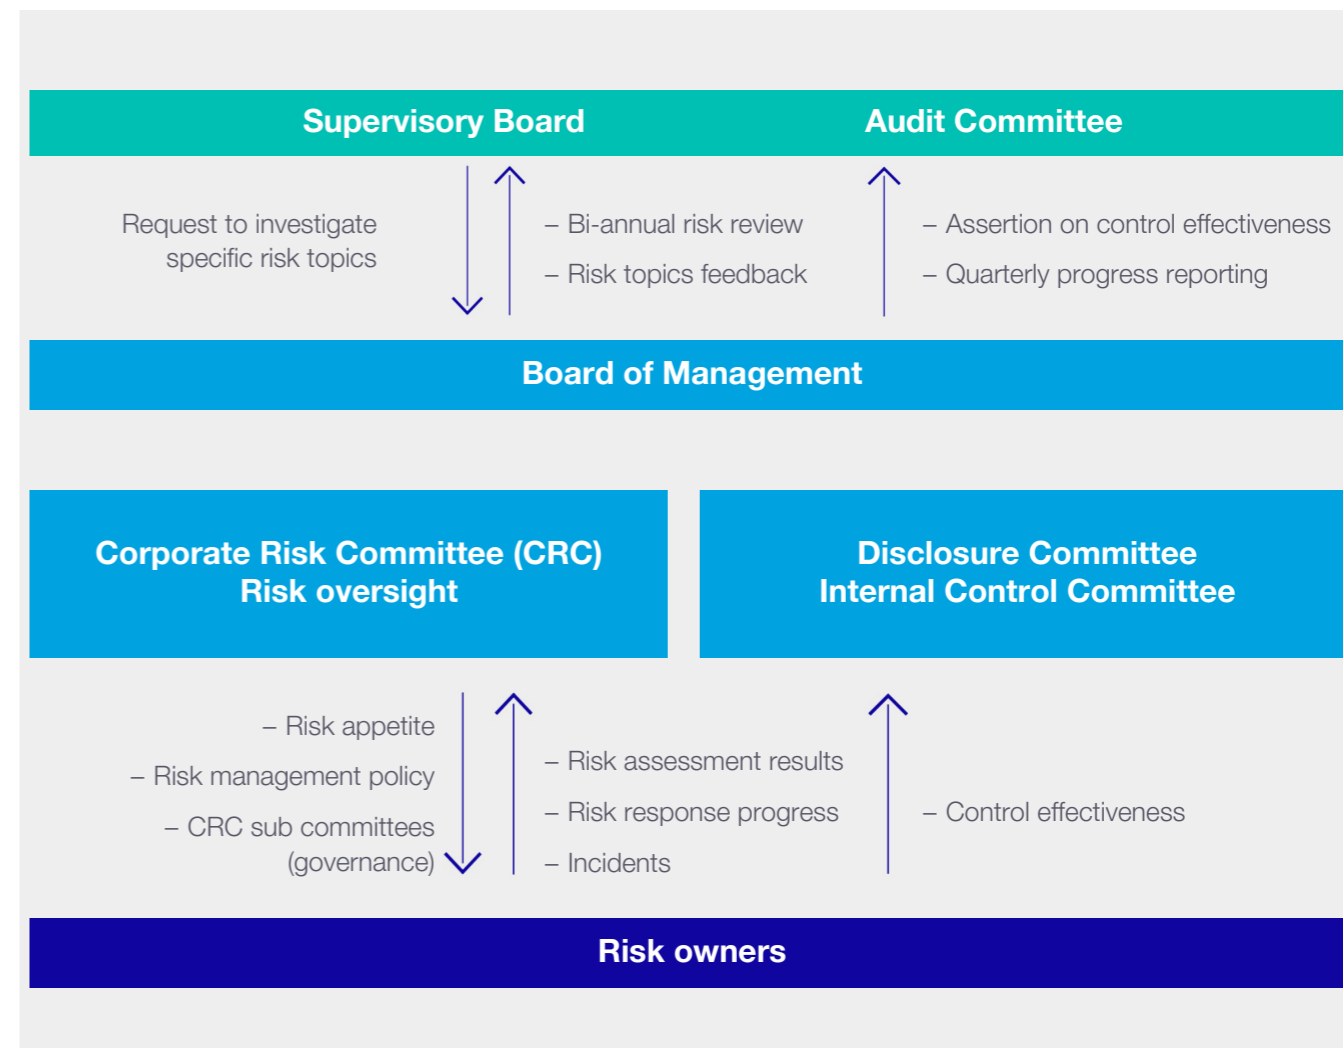 Supervisory Board
Audit Committee
Request to investigate
specific risk topics
– Bi-annual risk review
– Risk topics feedback
– Assertion on control effectiveness
– Quarterly progress reporting
Board of Management
Corporate Risk Committee (CRC)
Risk oversight
Disclosure Committee
Internal Control Committee
– Risk appetite
– Risk management policy
– CRC sub committees
(governance)
– Risk assessment results
– Risk response progress
– Incidents
– Control effectiveness
Risk owners